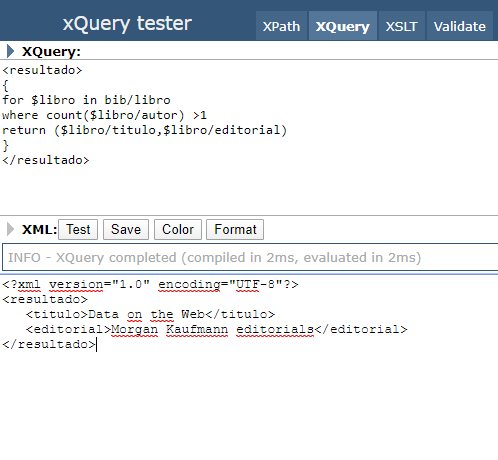 xQuery tester
XPath XQuery XSLT Validate
XQuery:
<resultado>
{
for $libro in bib/libro
where count($libro/autor) >1
return ($libro/titulo,$libro/editorial)
}
</resultado>
XML: Test Save Color Format
INFO - XQuery completed (compiled in 2ms, evaluated in 2ms)
<?xml version="1.0" encoding="UTF-8"?>
<resultado>
   <titulo>Data on the Web</titulo>
   <editorial>Morgan Kaufmann editorials</editorial>
</resultado>